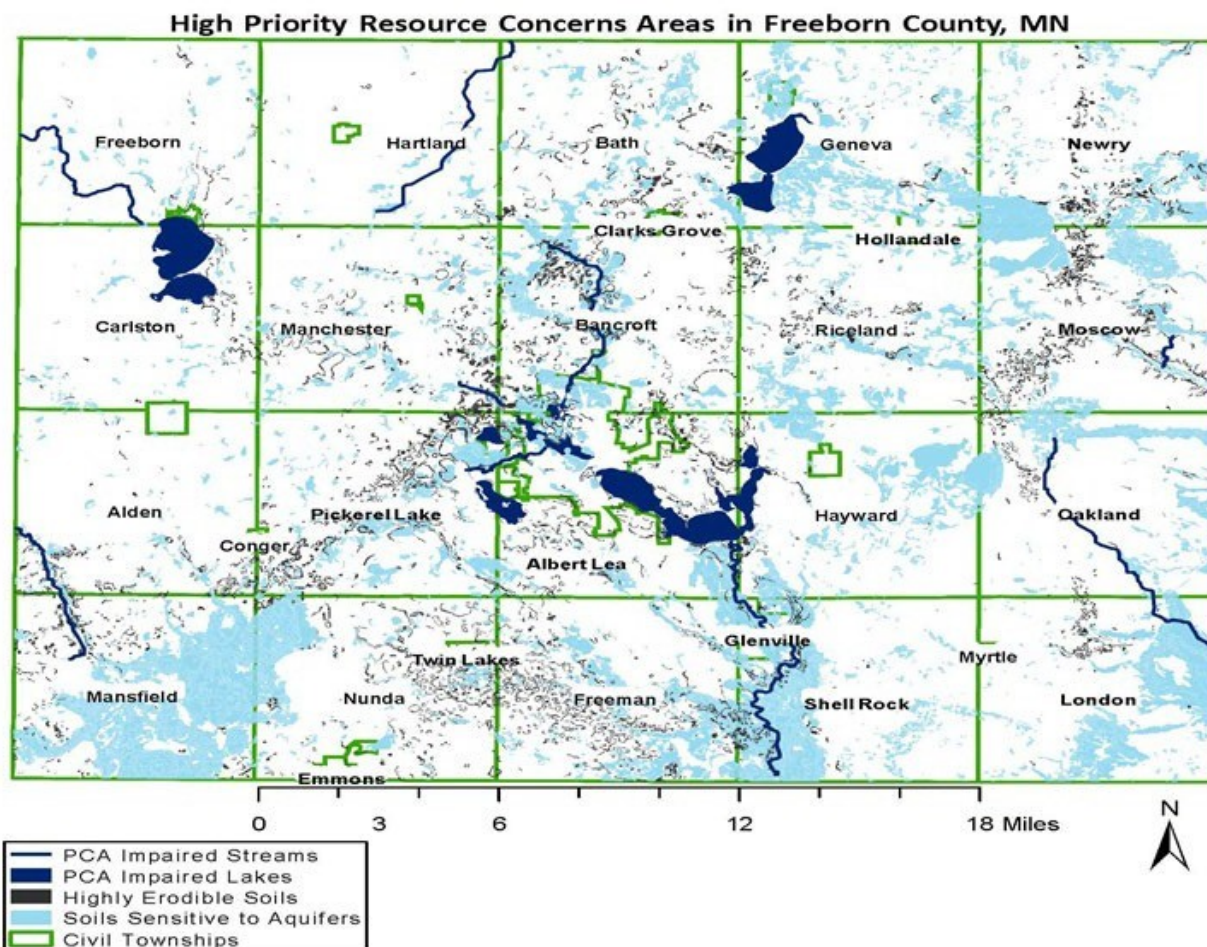 High Priority Resource Concerns Areas in Freeborn County, MN
Freeborn
Hartland
Bath
Geneva
Newry
Clarks Grove
Hollandale
Carlston
Manchester
Bancroft
Riceland
Moscow
Alden
Pickerel Lake
Hayward
Oakland
Conger
Albert Lea
Glenville
Twin Lakes
Myrtle
Mansfield
Nunda
Freeman
Shell Rock
London
Emmons
0 3 6 12 18 Miles
N
PCA Impaired Streams
PCA Impaired Lakes
Highly Erodible Soils
Soils Sensitive to Aquifers
Civil Townships